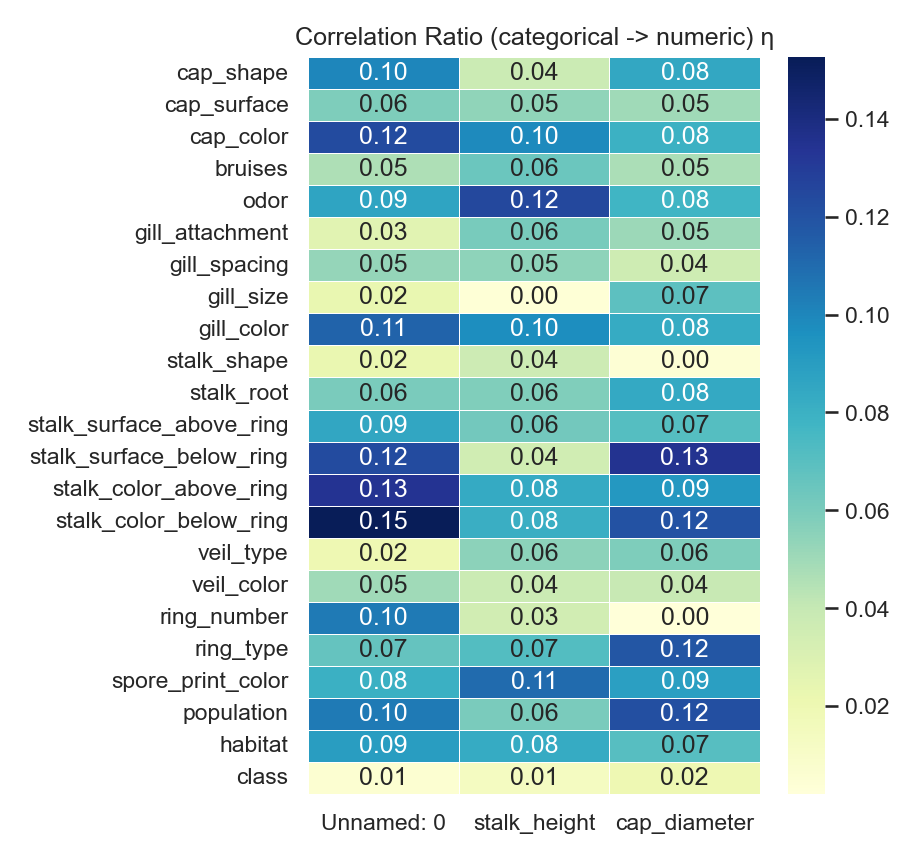 Correlation Ratio (categorical -> numeric) η
cap_shape 0.10 0.04 0.08
cap_surface 0.06 0.05 0.05
cap_color 0.12 0.10 0.08
bruises 0.05 0.06 0.05
odor 0.09 0.12 0.08
gill_attachment 0.03 0.06 0.05
gill_spacing 0.05 0.05 0.04
gill_size 0.02 0.00 0.07
gill_color 0.11 0.10 0.08
stalk_shape 0.02 0.04 0.00
stalk_root 0.06 0.06 0.08
stalk_surface_above_ring 0.09 0.06 0.07
stalk_surface_below_ring 0.12 0.04 0.13
stalk_color_above_ring 0.13 0.08 0.09
stalk_color_below_ring 0.15 0.08 0.12
veil_type 0.02 0.06 0.06
veil_color 0.05 0.04 0.04
ring_number 0.10 0.03 0.00
ring_type 0.07 0.07 0.12
spore_print_color 0.08 0.11 0.09
population 0.10 0.06 0.12
habitat 0.09 0.08 0.07
class 0.01 0.01 0.02
Unnamed: 0 stalk_height cap_diameter
0.14
0.12
0.10
0.08
0.06
0.04
0.02